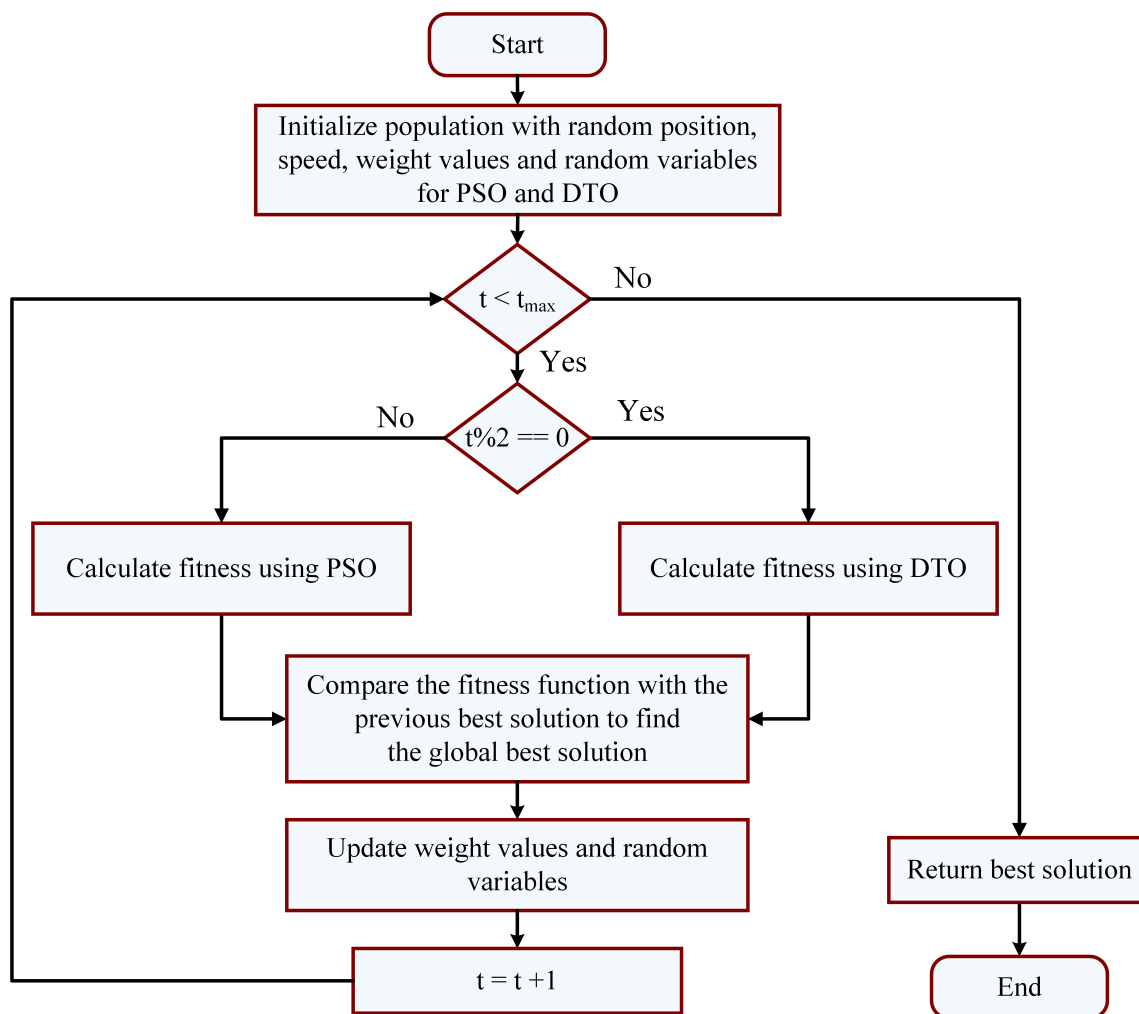 Start
Initialize population with random position,
speed, weight values and random variables
for PSO and DTO
t < tmax
No
Yes
t%2 == 0
No
Yes
Calculate fitness using PSO
Calculate fitness using DTO
Compare the fitness function with the
previous best solution to find
the global best solution
Update weight values and random
variables
t = t +1
Return best solution
End